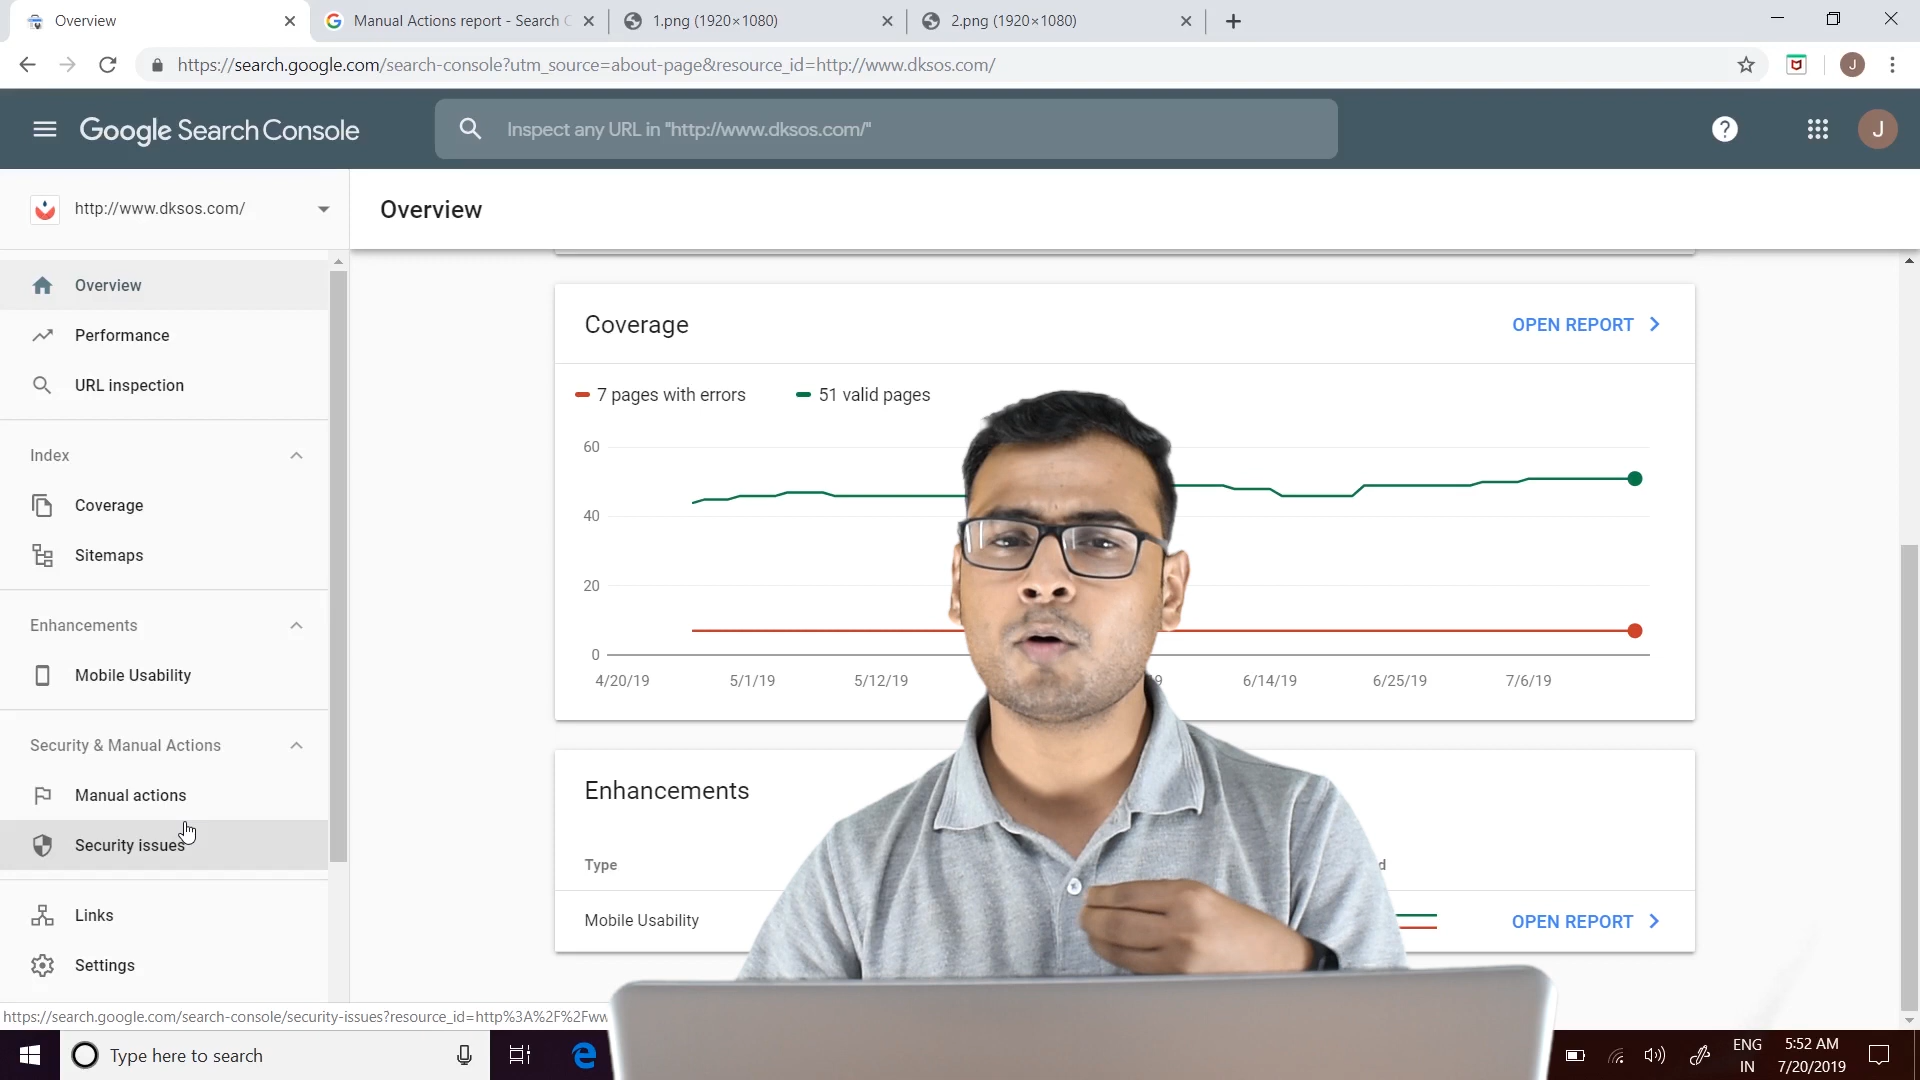 Overview
Manual Actions report - Search C
1.png (1920×1080)
2.png (1920×1080)
https://search.google.com/search-console?utm_source=about-page&resource_id=http://www.dksos.com/
J
Google Search Console
Inspect any URL in "http://www.dksos.com/"
?
J
http://www.dksos.com/
Overview
Overview
Performance
URL inspection
Index
Coverage
Sitemaps
Enhancements
Mobile Usability
Security & Manual Actions
Manual actions
Security issues
Links
Settings
Coverage
OPEN REPORT
7 pages with errors
51 valid pages
60
40
20
0
4/20/19
5/1/19
5/12/19
9
6/14/19
6/25/19
7/6/19
Enhancements
Type
d
Mobile Usability
OPEN REPORT
https://search.google.com/search-console/security-issues?resource_id=http%3A%2F%2Fww
Type here to search
ENG
IN
5:52 AM
7/20/2019